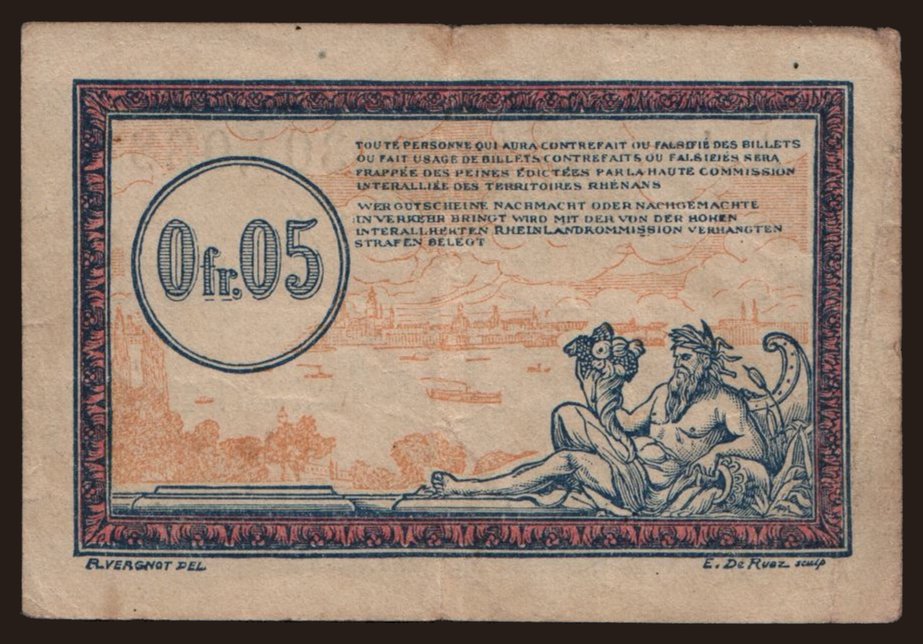 TOUTE PERSONNE QUI AURA CONTREFAIT OU FALSIFIÉ DES BILLETS
OU FAIT USAGE DE BILLETS CONTREFAITS OU FALSIFIÉS SERA
FRAPPÉE DES PEINES ÉDICTÉES PAR LA HAUTE COMMISSION
INTERALLIÉE DES TERRITOIRES RHÉNANS
WER GUTSCHEINE NACHMACHT ODER NACHGEMACHTE
IN VERKEHR BRINGT WIRD MIT DER VON DER HOHEN
INTERALLIIERTEN RHEINLANDKOMMISSION VERHANGTEN
STRAFEN BELEGT
0fr.05
R.VERGNOT DEL
E. De Ruaz sculp